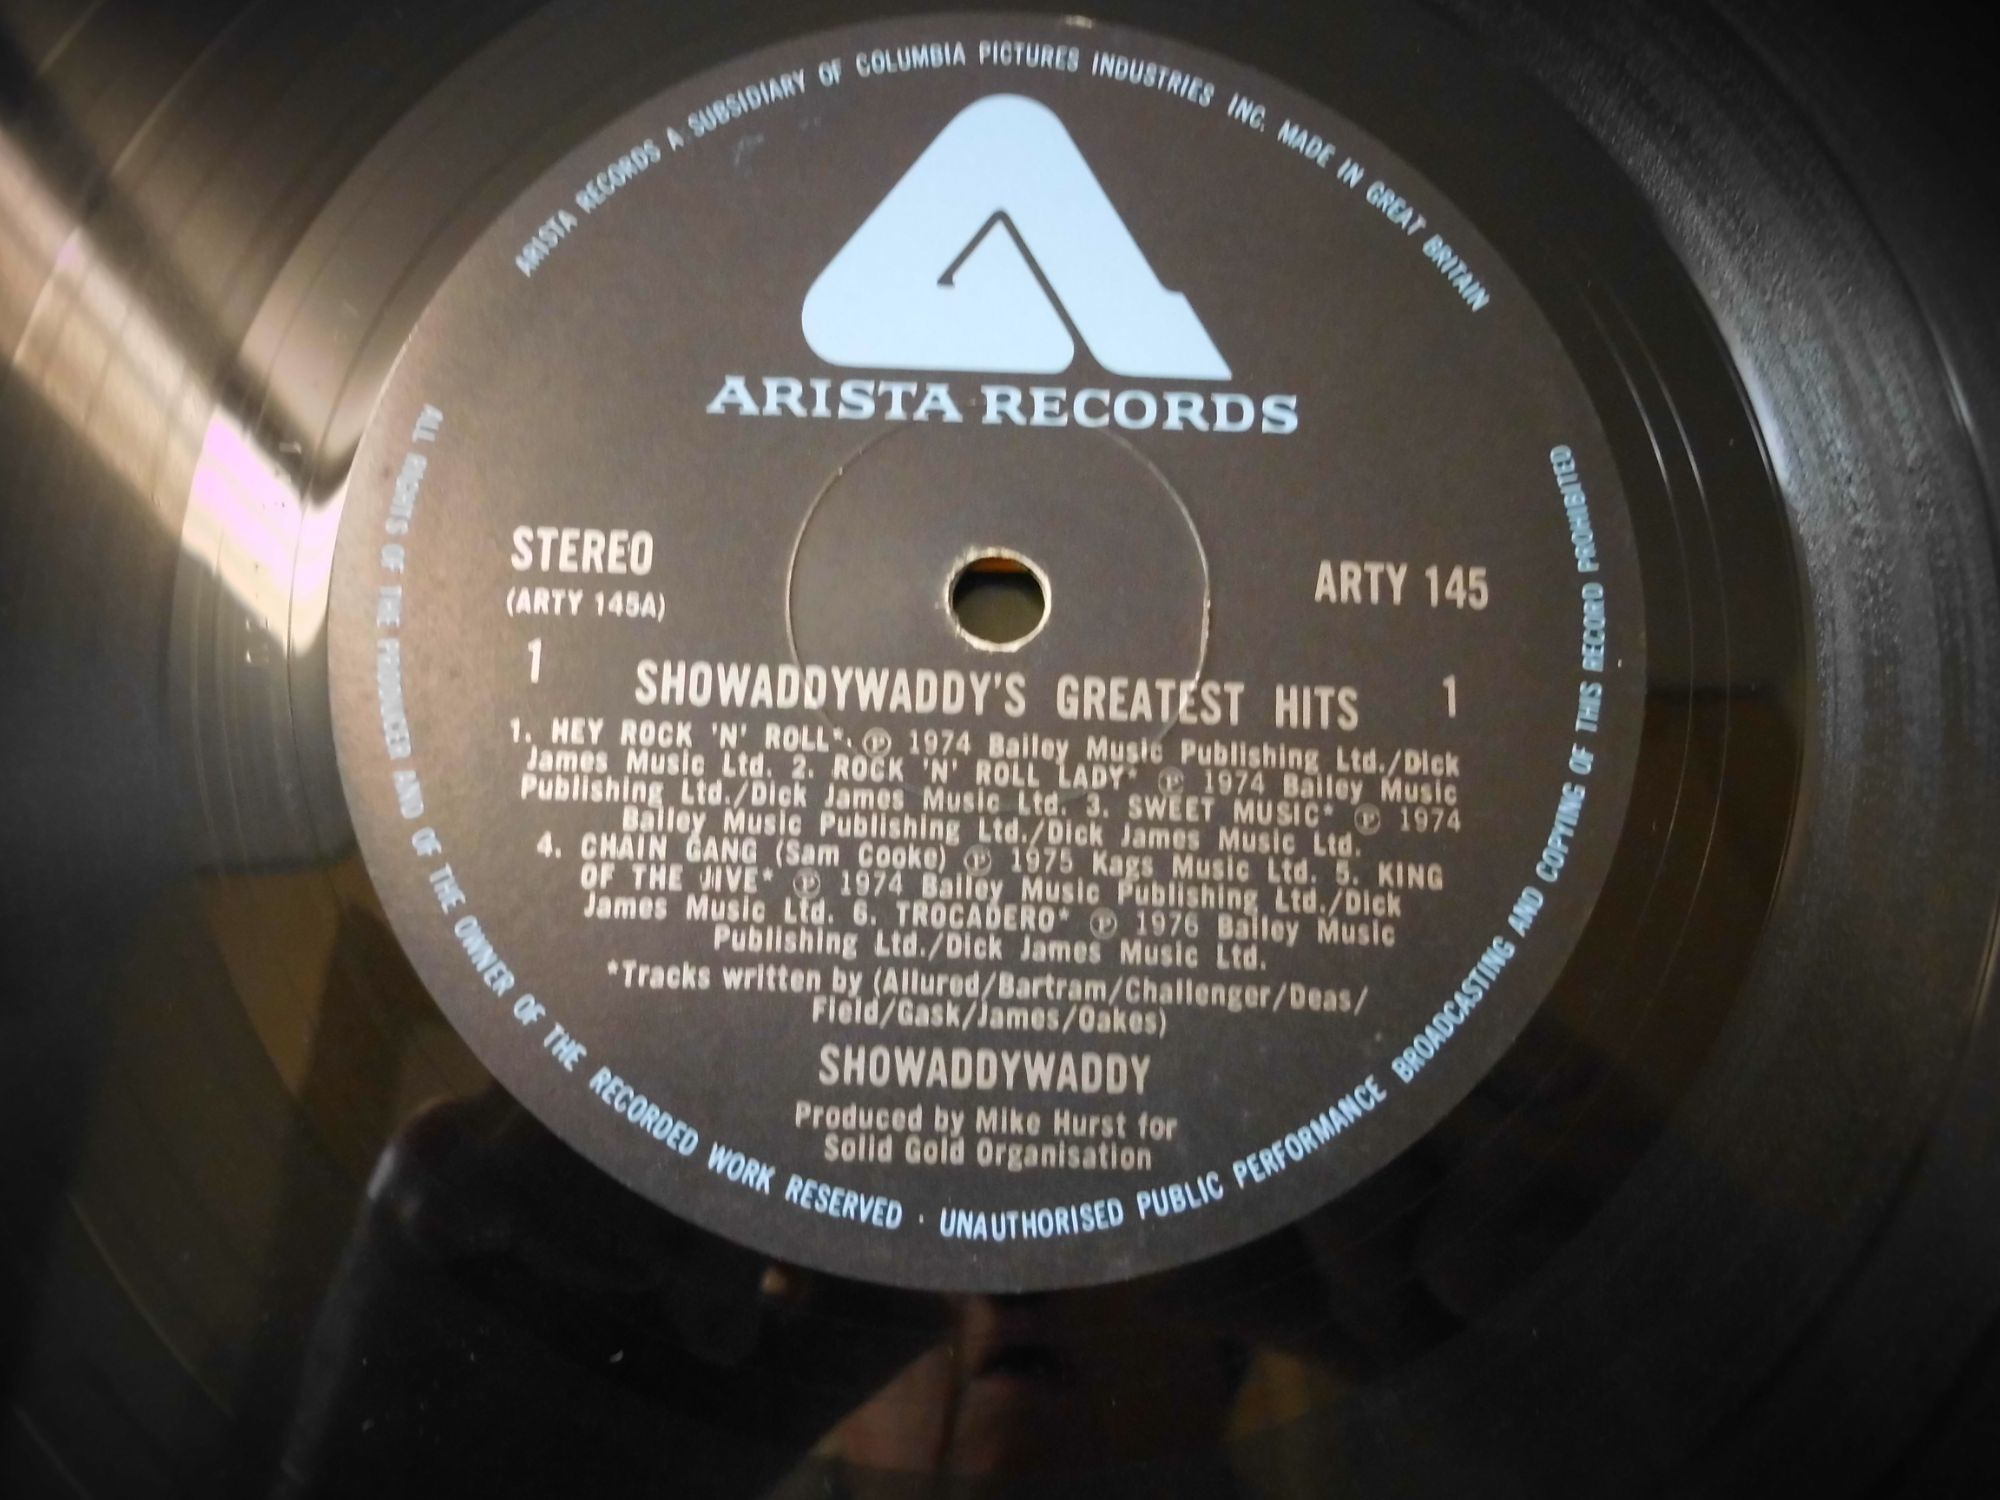 ARISTA RECORDS A SUBSIDIARY OF COLUMBIA PICTURES INDUSTRIES INC. MADE IN GREAT BRITAIN
ARISTA RECORDS
STEREO
(ARTY 145A)
ARTY 145
1
SHOWADDYWADDY'S GREATEST HITS
1
1. HEY ROCK 'N' ROLL*. ℗ 1974 Bailey Music Publishing Ltd./Dick
James Music Ltd. 2. ROCK 'N' ROLL LADY* ℗ 1974 Bailey Music
Publishing Ltd./Dick James Music Ltd. 3. SWEET MUSIC* ℗ 1974
Bailey Music Publishing Ltd./Dick James Music Ltd.
4. CHAIN GANG (Sam Cooke) ℗ 1975 Kags Music Ltd. 5. KING
OF THE JIVE* ℗ 1974 Bailey Music Publishing Ltd./Dick
James Music Ltd. 6. TROCADERO* ℗ 1976 Bailey Music
Publishing Ltd./Dick James Music Ltd.
*Tracks written by (Allured/Bartram/Challenger/Deas/
Field/Gask/James/Oakes)
SHOWADDYWADDY
Produced by Mike Hurst for
Solid Gold Organisation
ALL RIGHTS OF THE PRODUCER AND OF THE OWNER OF THE RECORDED WORK RESERVED · UNAUTHORISED PUBLIC PERFORMANCE BROADCASTING AND COPYING OF THIS RECORD PROHIBITED